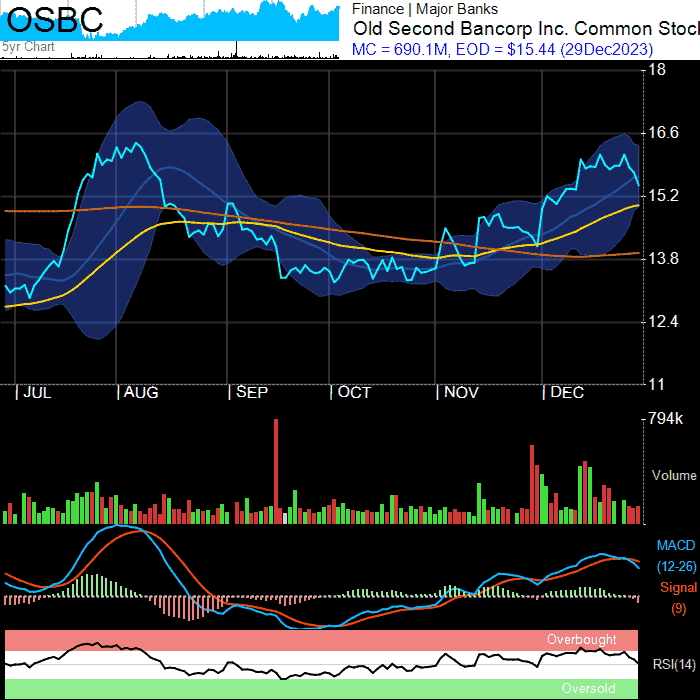 OSBC
5yr Chart
Finance | Major Banks
Old Second Bancorp Inc. Common Stoc
MC = 690.1M, EOD = $15.44 (29Dec2023)
18
16.6
15.2
13.8
12.4
11
JUL
AUG
SEP
OCT
NOV
DEC
794k
Volume
MACD
(12-26)
Signal
(9)
Overbought
RSI(14)
Oversold